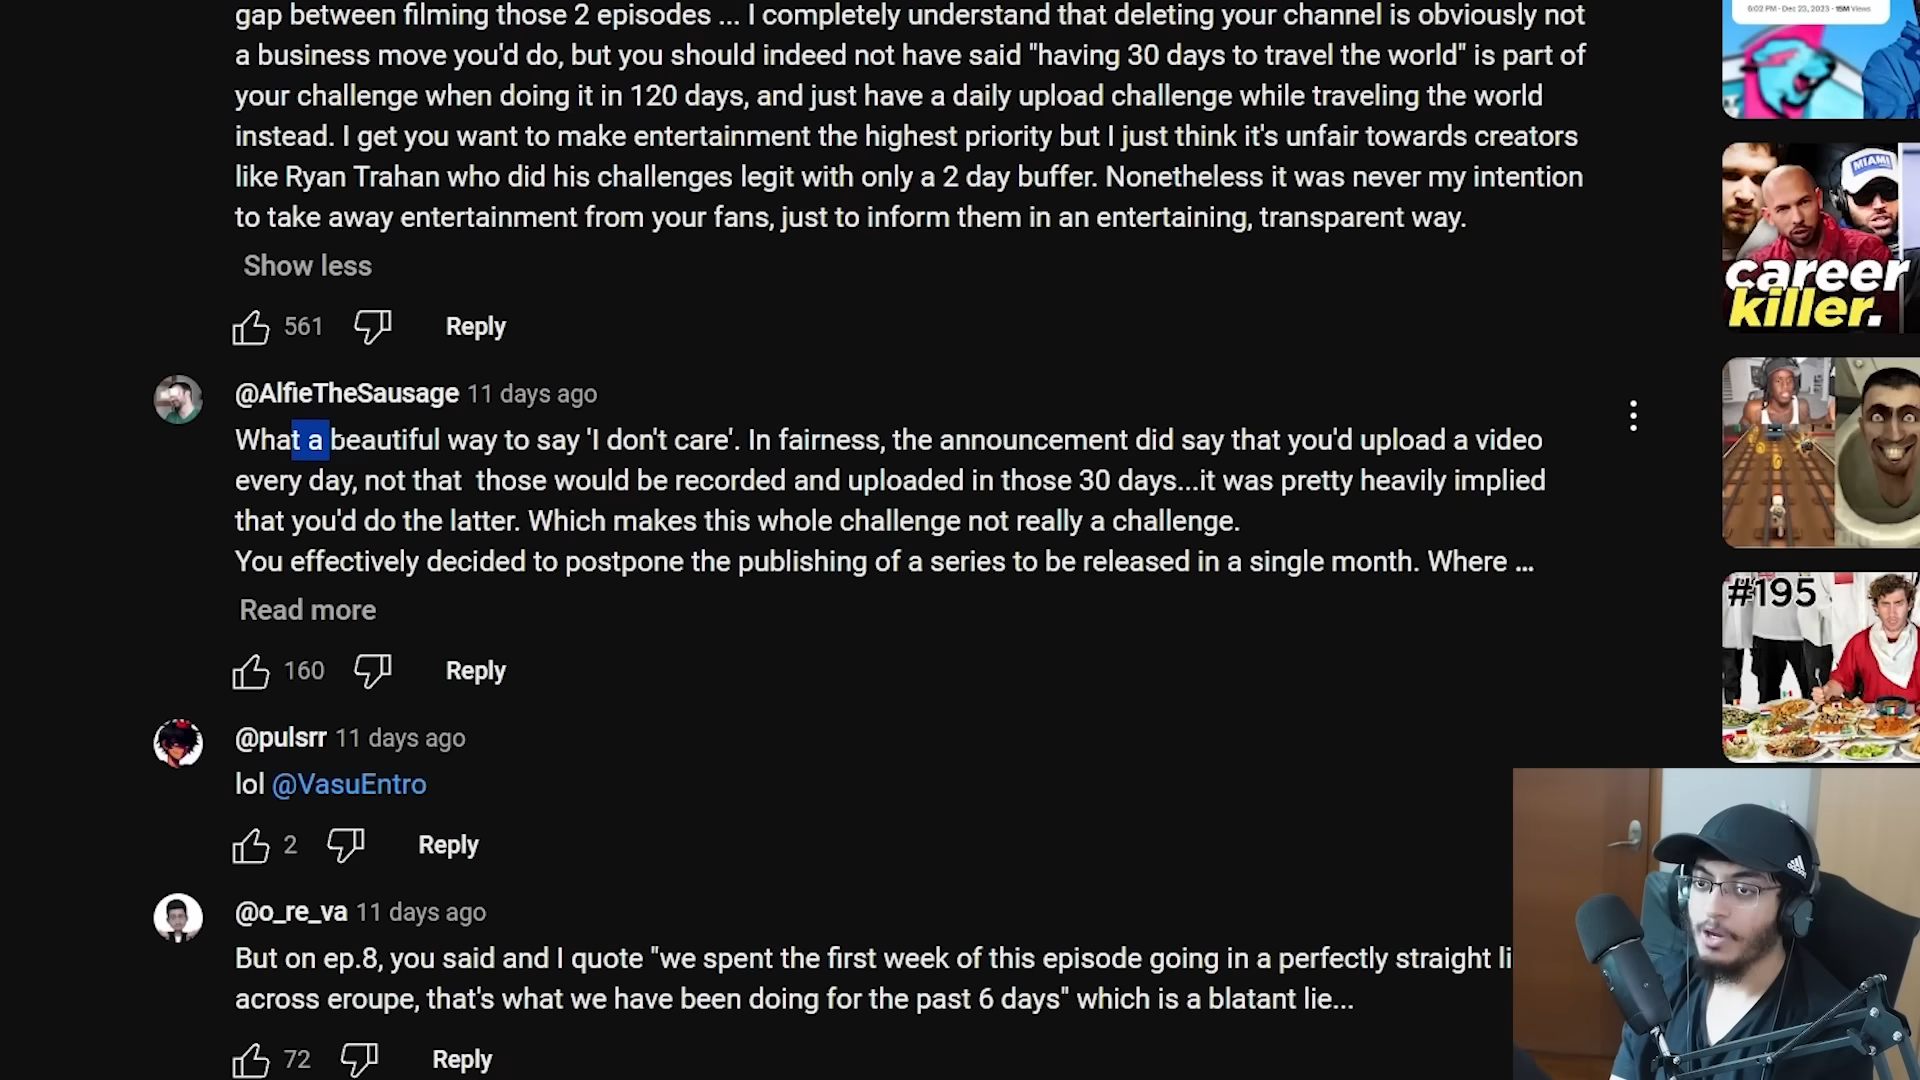 gap between filming those 2 episodes ... I completely understand that deleting your channel is obviously not
a business move you'd do, but you should indeed not have said "having 30 days to travel the world" is part of
your challenge when doing it in 120 days, and just have a daily upload challenge while traveling the world
instead. I get you want to make entertainment the highest priority but I just think it's unfair towards creators
like Ryan Trahan who did his challenges legit with only a 2 day buffer. Nonetheless it was never my intention
to take away entertainment from your fans, just to inform them in an entertaining, transparent way.
Show less
561 Reply
@AlfieTheSausage 11 days ago
What a beautiful way to say 'I don't care'. In fairness, the announcement did say that you'd upload a video
every day, not that  those would be recorded and uploaded in those 30 days...it was pretty heavily implied
that you'd do the latter. Which makes this whole challenge not really a challenge.
You effectively decided to postpone the publishing of a series to be released in a single month. Where ...
Read more
160 Reply
@pulsrr 11 days ago
lol @VasuEntro
2 Reply
@o_re_va 11 days ago
But on ep.8, you said and I quote "we spent the first week of this episode going in a perfectly straight li
across eroupe, that's what we have been doing for the past 6 days" which is a blatant lie...
72 Reply
6:02 PM · Dec 23, 2023 · 15M Views
MIAMI
career
killer.
#195
adidas